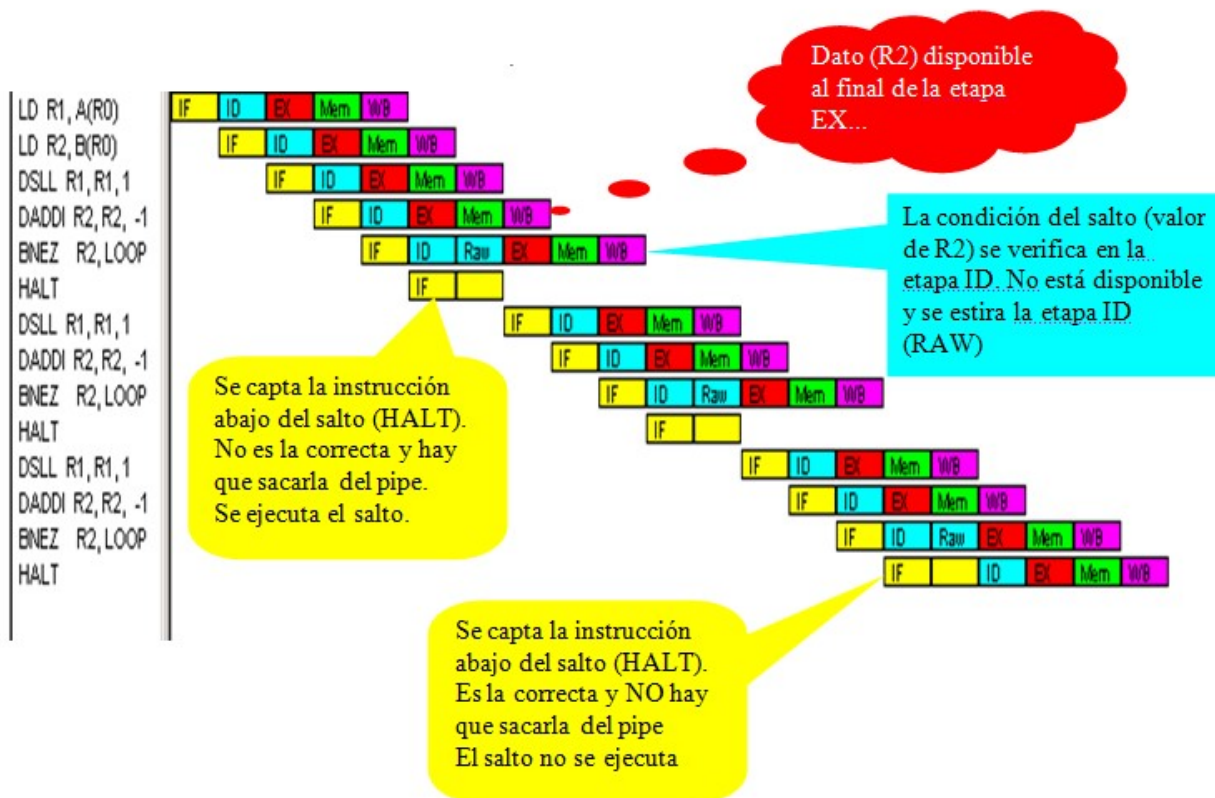 Dato (R2) disponible
al final de la etapa
EX...
LD R1, A(R0) IF ID EX Mem WB
LD R2, B(R0) IF ID EX Mem WB
DSLL R1, R1, 1 IF ID EX Mem WB
DADDI R2, R2, -1 IF ID EX Mem WB
BNEZ R2, LOOP IF ID Raw EX Mem WB
HALT IF
DSLL R1, R1, 1 IF ID EX Mem WB
DADDI R2, R2, -1 IF ID EX Mem WB
BNEZ R2, LOOP IF ID Raw EX Mem WB
HALT IF
DSLL R1, R1, 1 IF ID EX Mem WB
DADDI R2, R2, -1 IF ID EX Mem WB
BNEZ R2, LOOP IF ID Raw EX Mem WB
HALT IF ID EX Mem WB
La condición del salto (valor
de R2) se verifica en la
etapa ID. No está disponible
y se estira la etapa ID
(RAW)
Se capta la instrucción
abajo del salto (HALT).
No es la correcta y hay
que sacarla del pipe.
Se ejecuta el salto.
Se capta la instrucción
abajo del salto (HALT).
Es la correcta y NO hay
que sacarla del pipe
El salto no se ejecuta